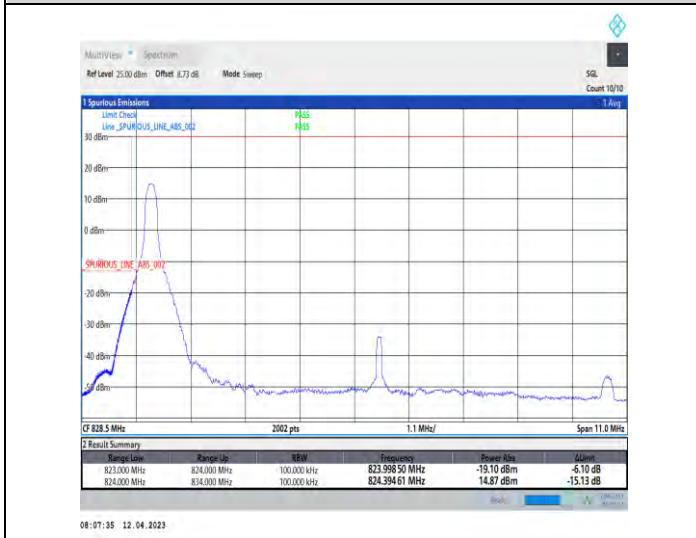 MultiView Spectrum
Ref Level 25.00 dBm Offset 8.73 dB Mode Sweep SGL
Count 10/10
1 Spurious Emissions 1 Avg
Limit Check PASS
Line _SPURIOUS_LINE_ABS_002 PASS
30 dBm
20 dBm
10 dBm
0 dBm
_SPURIOUS_LINE_ABS_002
-20 dBm
-30 dBm
-40 dBm
-50 dBm
CF 828.5 MHz 2002 pts 1.1 MHz/ Span 11.0 MHz
2 Result Summary
Range Low Range Up RBW Frequency Power Abs ΔLimit
823.000 MHz 824.000 MHz 100.000 kHz 823.998 50 MHz -19.10 dBm -6.10 dB
824.000 MHz 834.000 MHz 100.000 kHz 824.394 61 MHz 14.87 dBm -15.13 dB
08:07:35 12.04.2023